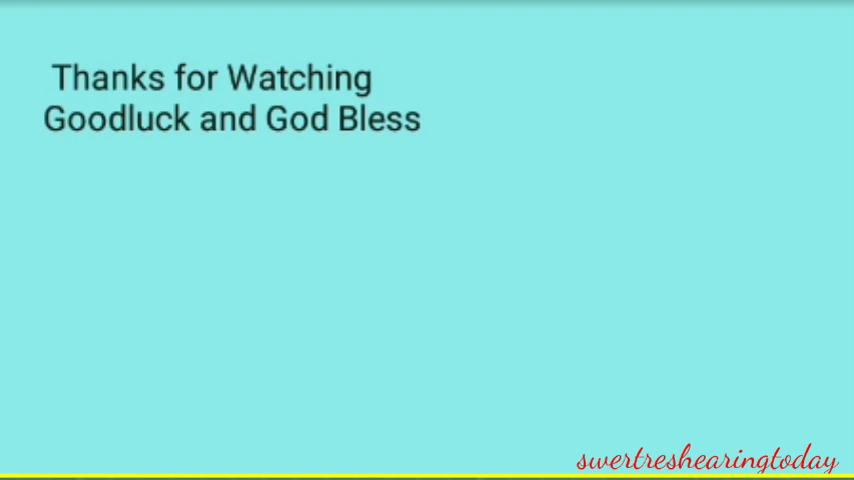 Thanks for Watching
Goodluck and God Bless
swertreshearingtoday